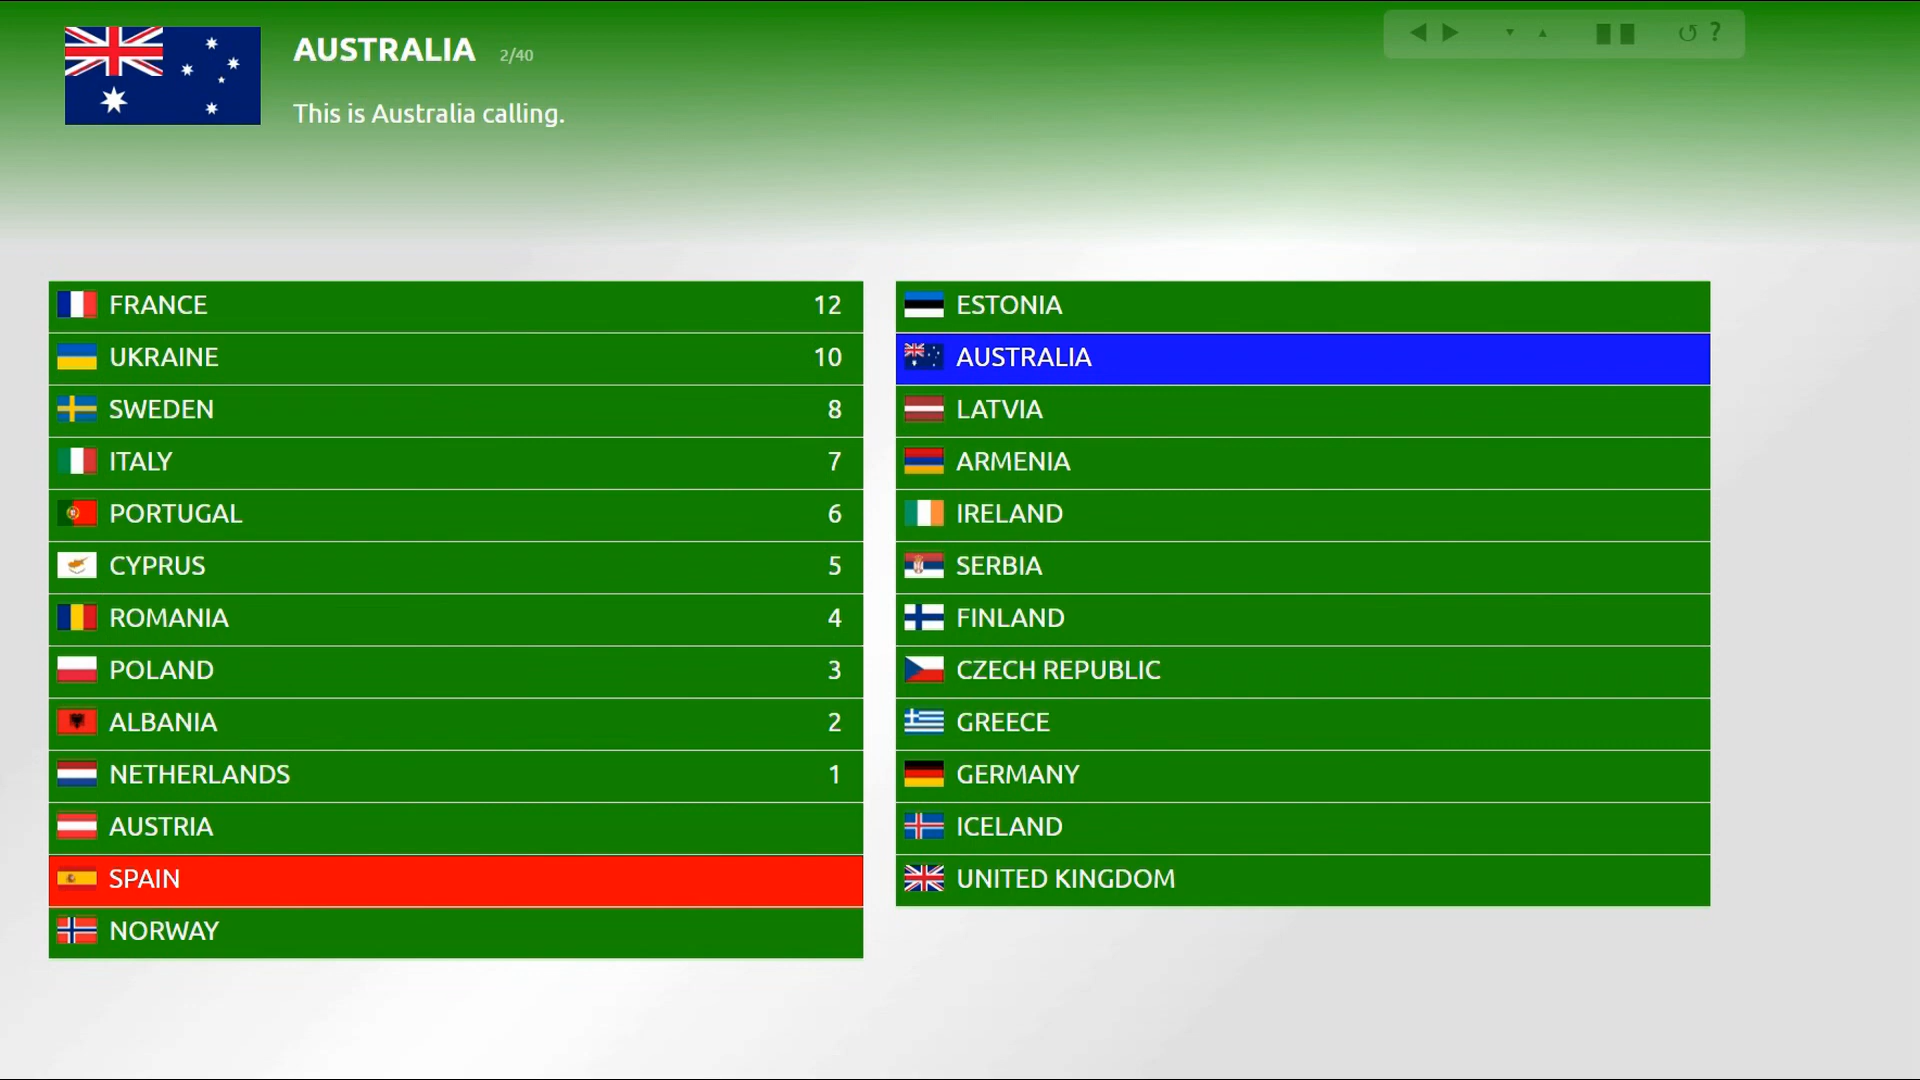 AUSTRALIA 2/40
This is Australia calling.
FRANCE 12
UKRAINE 10
SWEDEN 8
ITALY 7
PORTUGAL 6
CYPRUS 5
ROMANIA 4
POLAND 3
ALBANIA 2
NETHERLANDS 1
AUSTRIA
SPAIN
NORWAY
ESTONIA
AUSTRALIA
LATVIA
ARMENIA
IRELAND
SERBIA
FINLAND
CZECH REPUBLIC
GREECE
GERMANY
ICELAND
UNITED KINGDOM